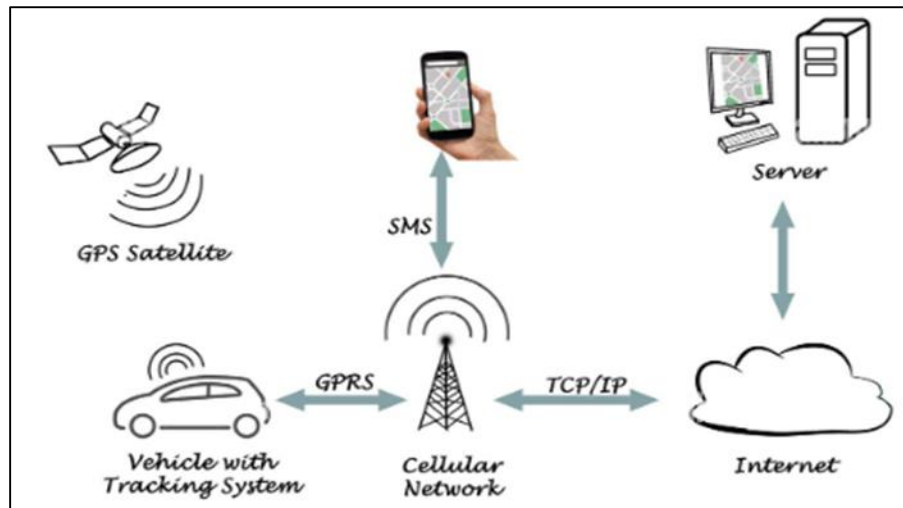 Server
SMS
GPS Satellite
GPRS
TCP/IP
Vehicle with
Tracking System
Cellular
Network
Internet